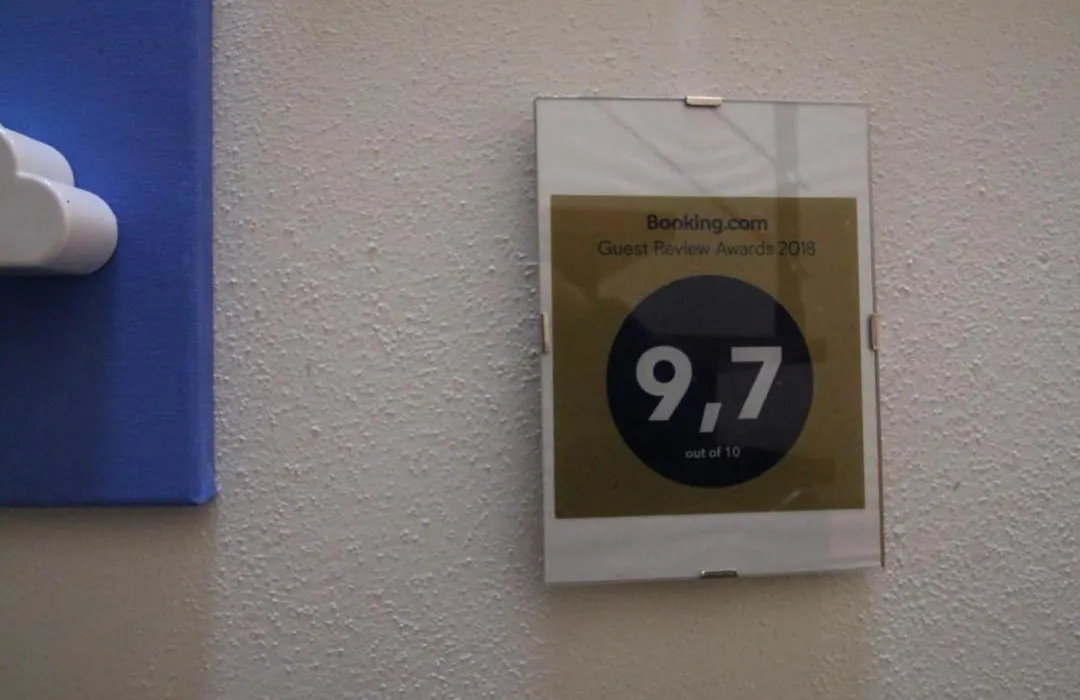 Booking.com
Guest Review Awards 2018
9,7
out of 10